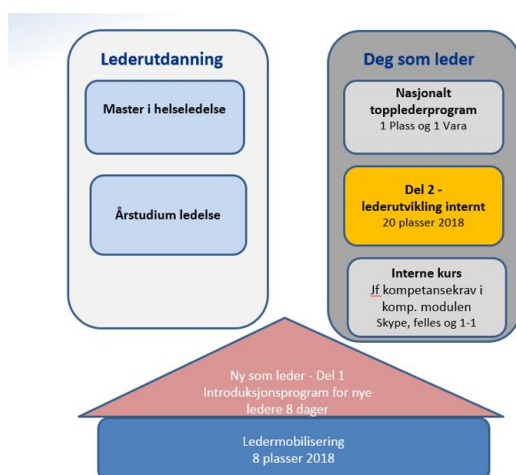 Lederutdanning
Master i helseledelse
Årstudium ledelse
Deg som leder
Nasjonalt
topplederprogram
1 Plass og 1 Vara
Del 2 -
lederutvikling internt
20 plasser 2018
Interne kurs
Jf kompetansekrav i
komp. modulen
Skype, felles og 1-1
Ny som leder - Del 1
Introduksjonsprogram for nye
ledere 8 dager
Ledermobilisering
8 plasser 2018